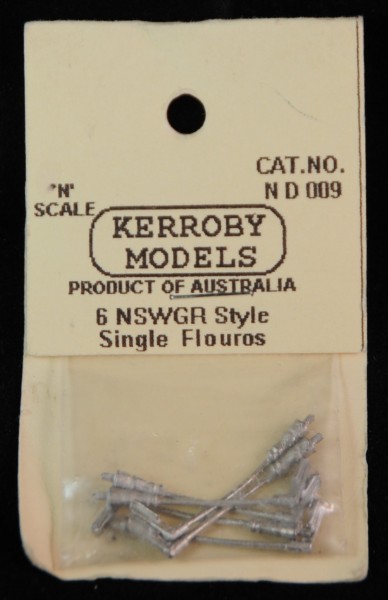 CAT.NO.
N D 009
'N'
SCALE
KERROBY
MODELS
PRODUCT OF AUSTRALIA
6 NSWGR Style
Single Flouros